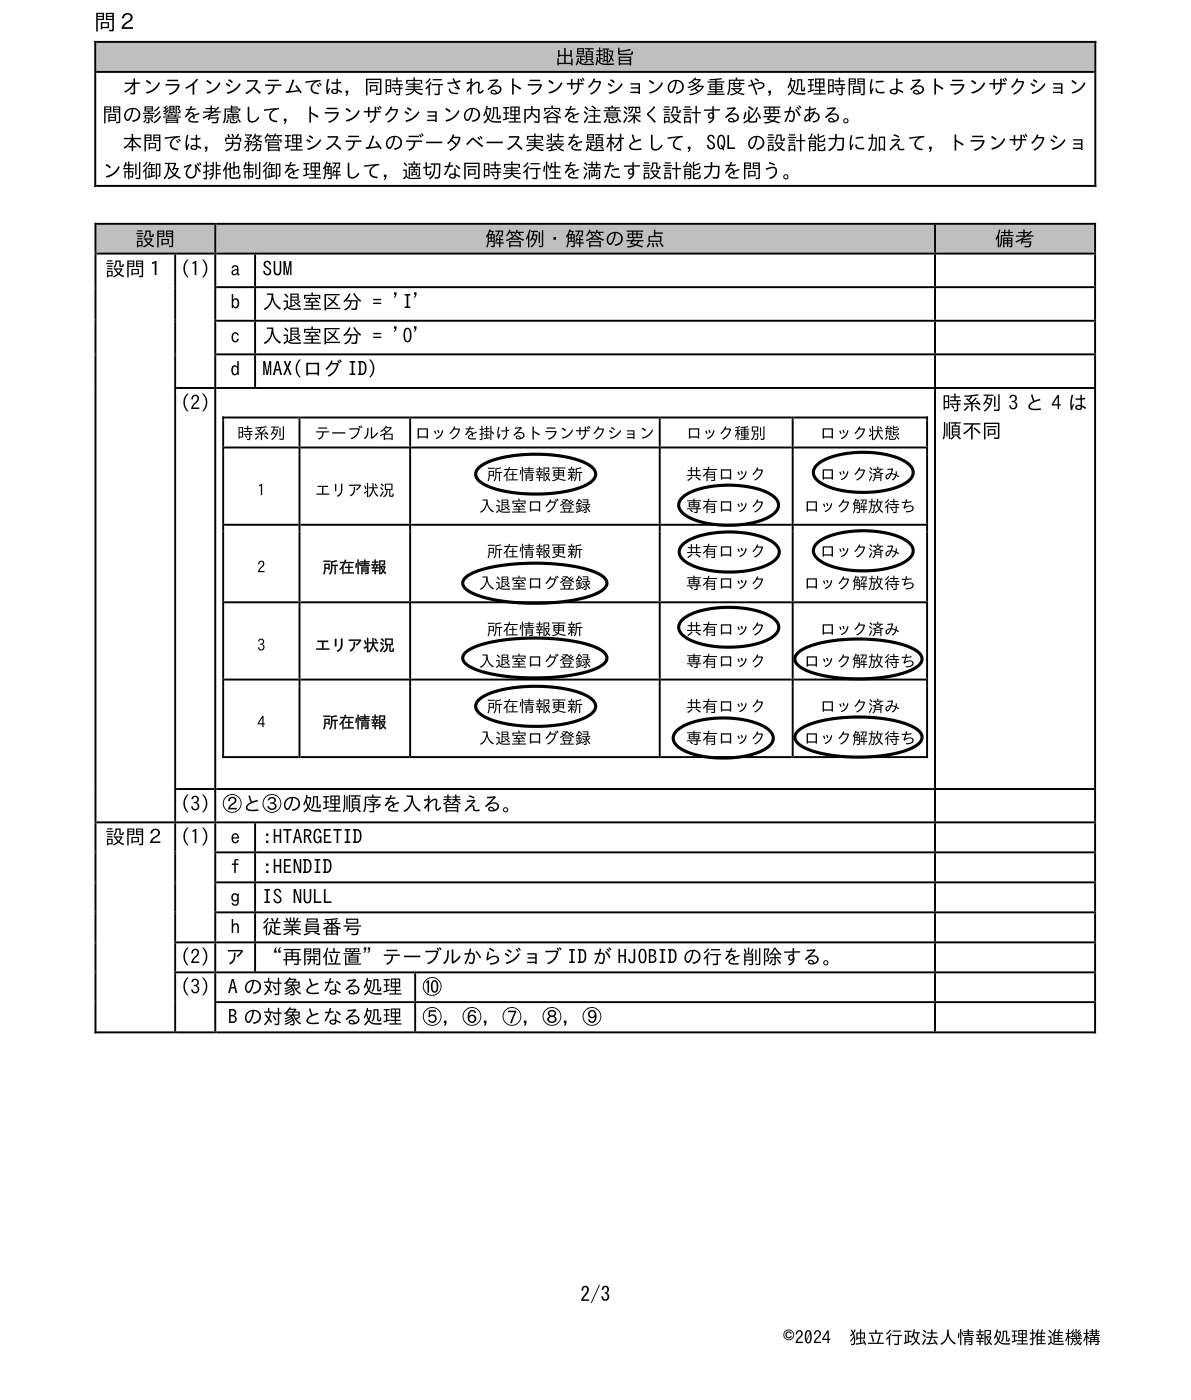 問２
出題趣旨
オンラインシステムでは，同時実行されるトランザクションの多重度や，処理時間によるトランザクション
間の影響を考慮して，トランザクションの処理内容を注意深く設計する必要がある。
本問では，労務管理システムのデータベース実装を題材として，SQL の設計能力に加えて，トランザクショ
ン制御及び排他制御を理解して，適切な同時実行性を満たす設計能力を問う。
設問 解答例・解答の要点 備考
設問１ (1) a SUM
b 入退室区分 = 'I'
c 入退室区分 = 'O'
d MAX(ログ ID)
(2) 時系列 3 と 4 は
順不同
時系列 テーブル名 ロックを掛けるトランザクション ロック種別 ロック状態
1 エリア状況 所在情報更新 入退室ログ登録 共有ロック 専有ロック ロック済み ロック解放待ち
2 所在情報 所在情報更新 入退室ログ登録 共有ロック 専有ロック ロック済み ロック解放待ち
3 エリア状況 所在情報更新 入退室ログ登録 共有ロック 専有ロック ロック済み ロック解放待ち
4 所在情報 所在情報更新 入退室ログ登録 共有ロック 専有ロック ロック済み ロック解放待ち
(3) ②と③の処理順序を入れ替える。
設問２ (1) e :HTARGETID
f :HENDID
g IS NULL
h 従業員番号
(2) ア “再開位置”テーブルからジョブ ID が HJOBID の行を削除する。
(3) A の対象となる処理 ⑩
B の対象となる処理 ⑤，⑥，⑦，⑧，⑨
2/3
©2024 独立行政法人情報処理推進機構